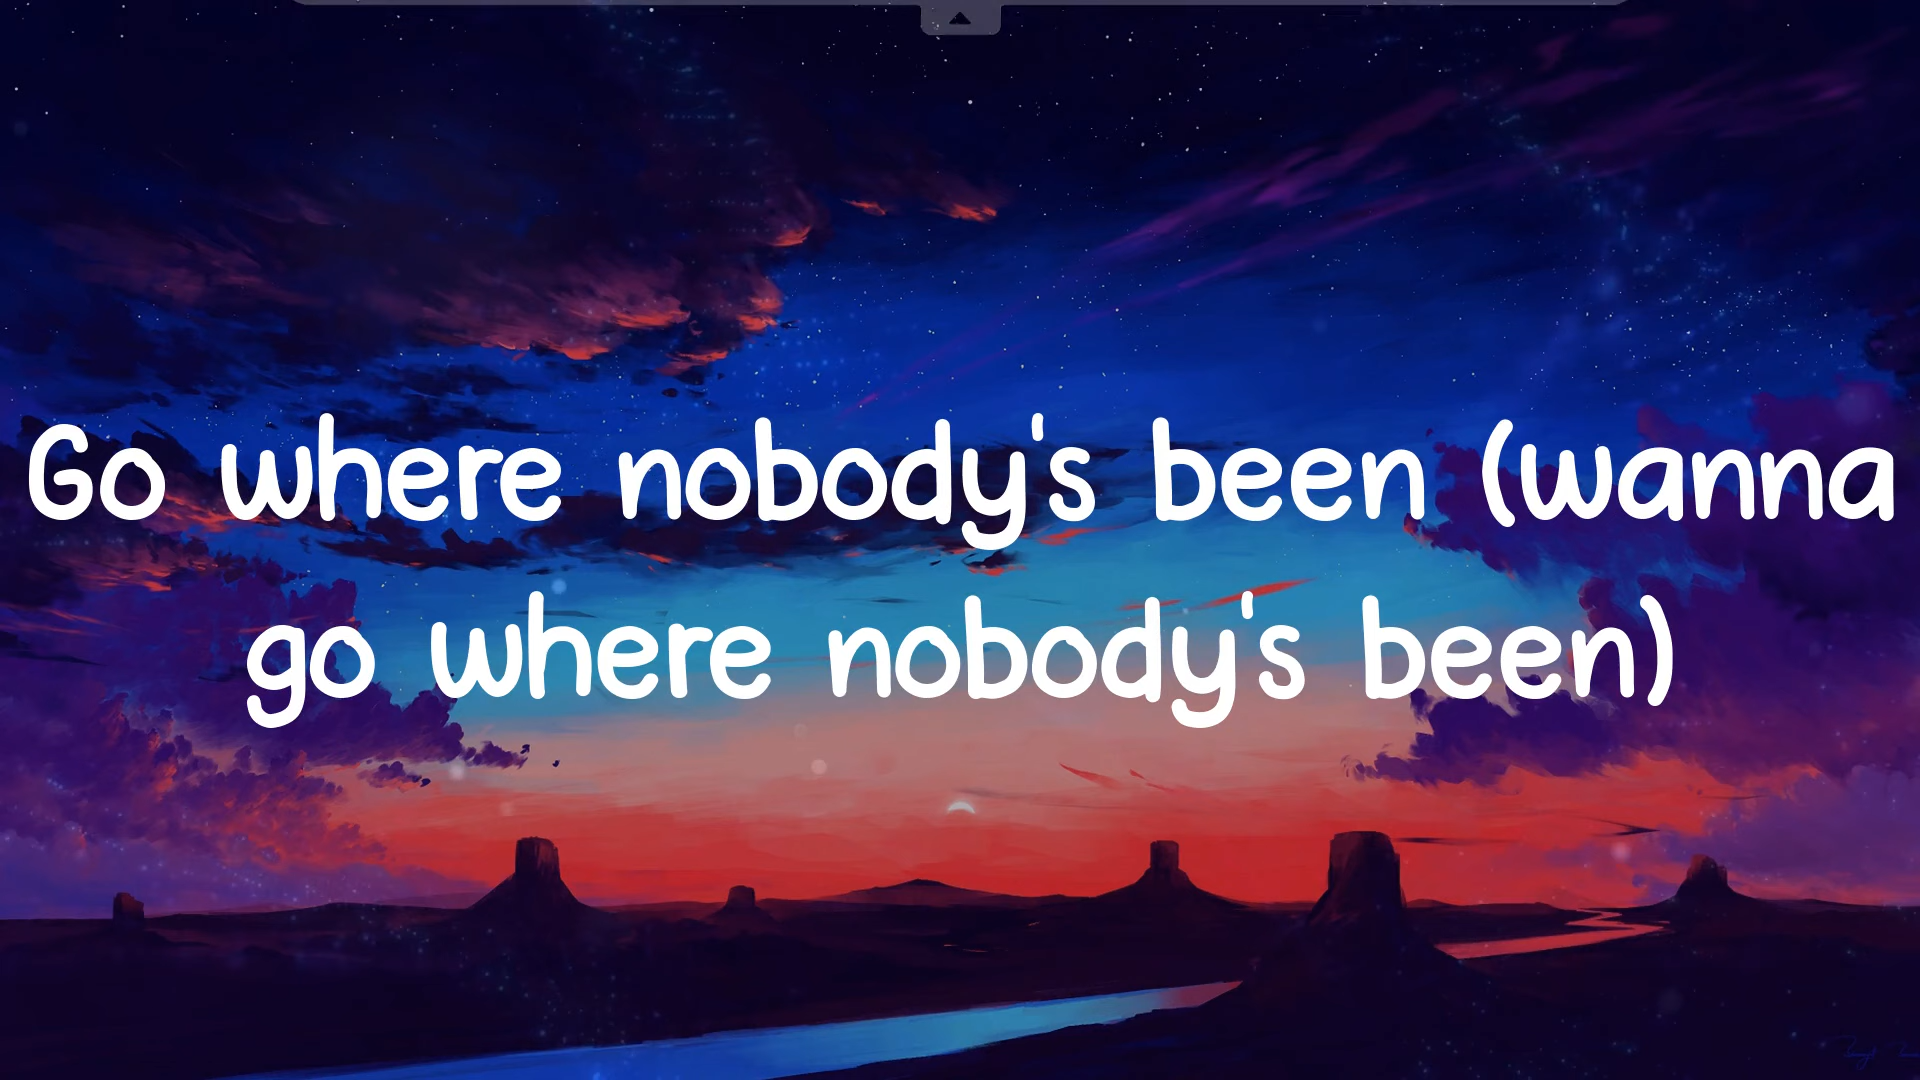 Go where nobody's been (wanna
go where nobody's been)